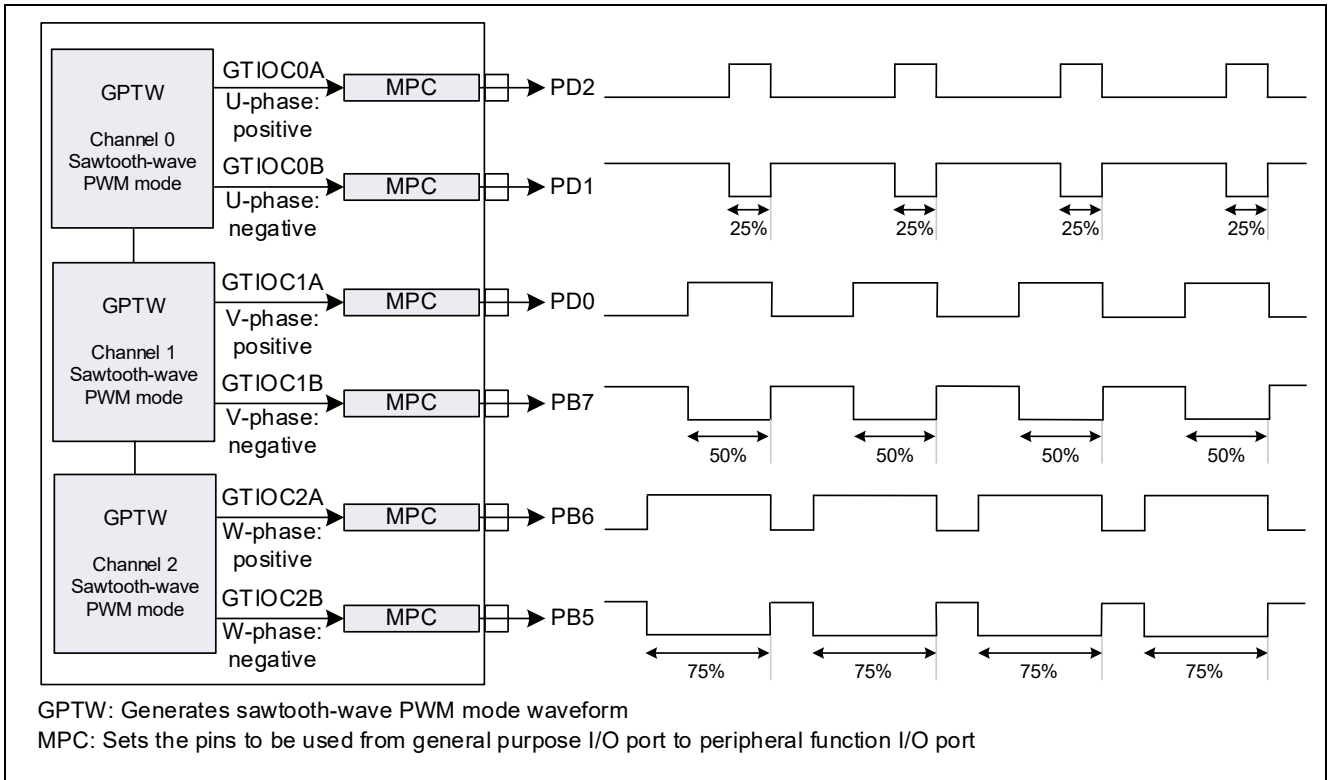 GPTW
Channel 0
Sawtooth-wave
PWM mode
GTIOC0A
U-phase:
positive
MPC
PD2
GTIOC0B
U-phase:
negative
MPC
PD1
25%
25%
25%
25%
GPTW
Channel 1
Sawtooth-wave
PWM mode
GTIOC1A
V-phase:
positive
MPC
PD0
GTIOC1B
V-phase:
negative
MPC
PB7
50%
50%
50%
50%
GPTW
Channel 2
Sawtooth-wave
PWM mode
GTIOC2A
W-phase:
positive
MPC
PB6
GTIOC2B
W-phase:
negative
MPC
PB5
75%
75%
75%
75%
GPTW: Generates sawtooth-wave PWM mode waveform
MPC: Sets the pins to be used from general purpose I/O port to peripheral function I/O port